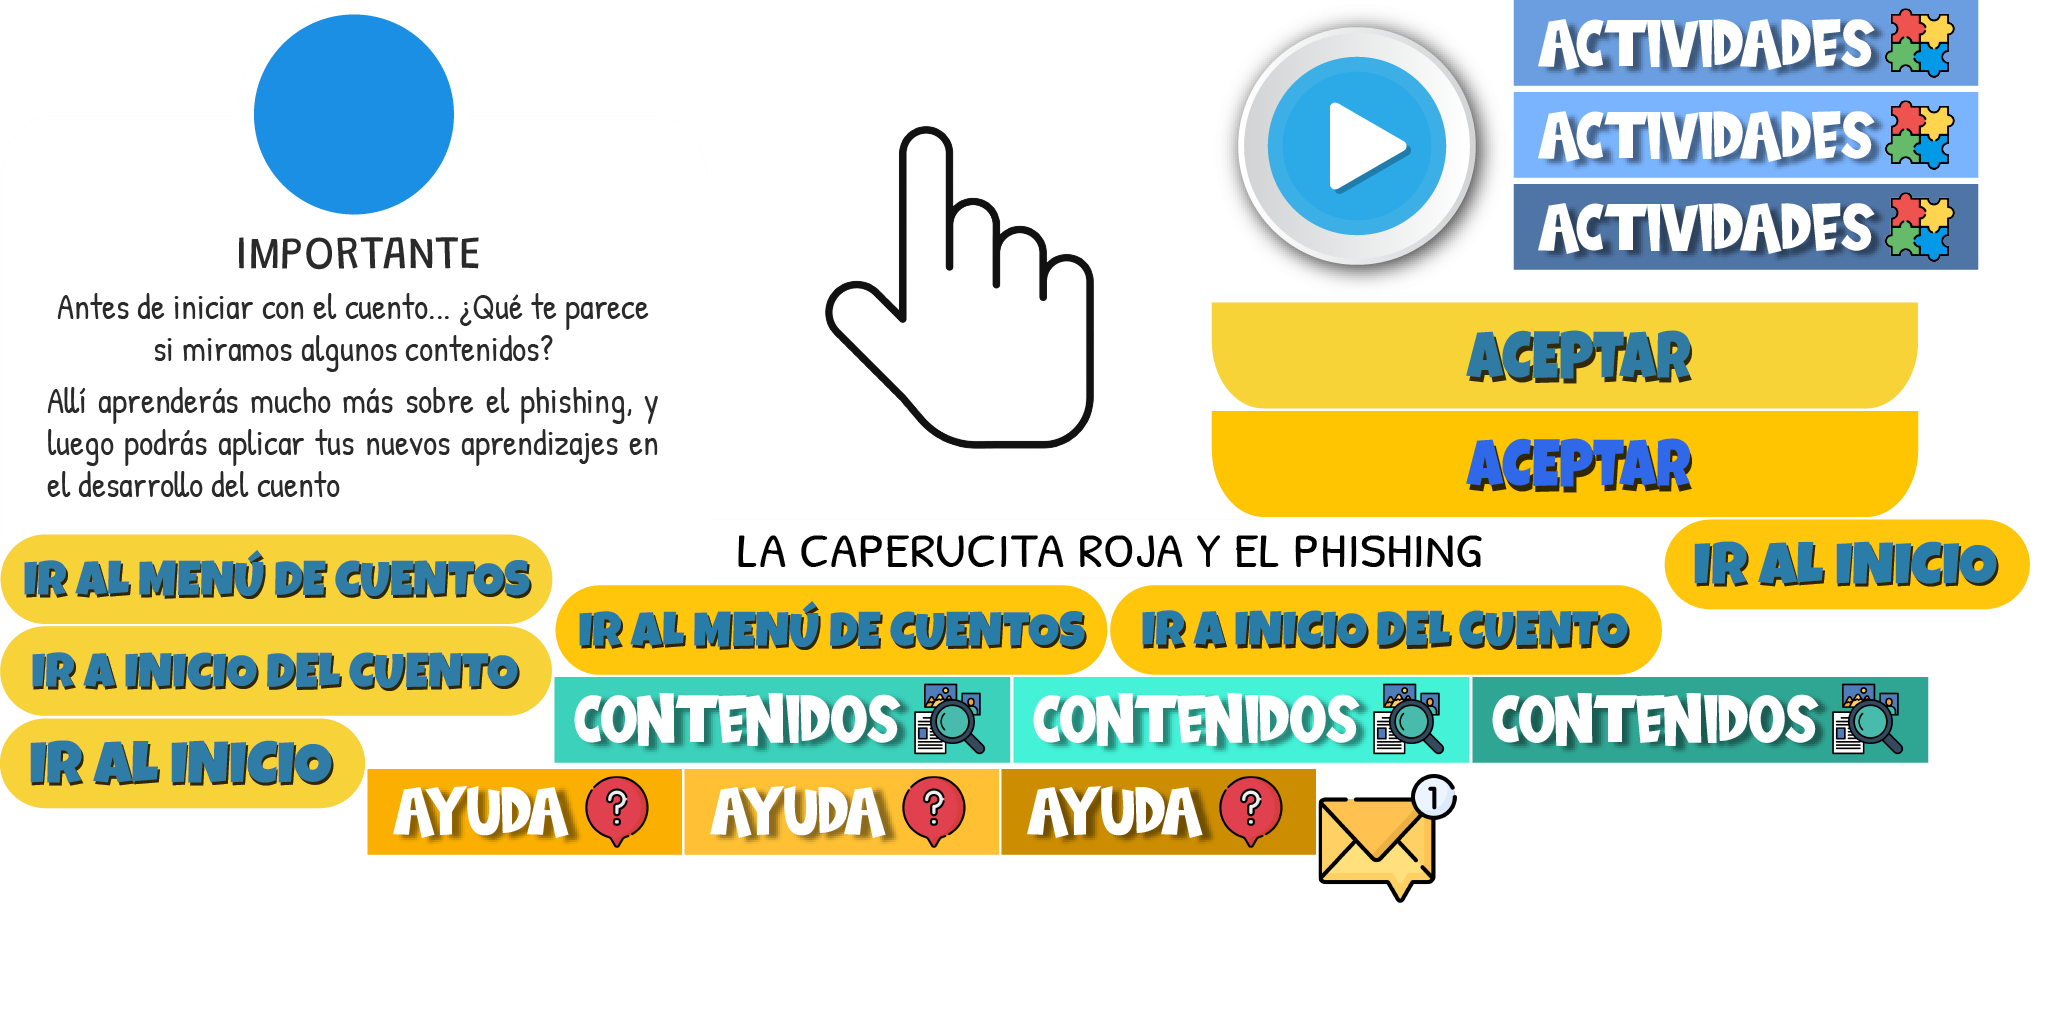 ACTIVIDADES
ACTIVIDADES
ACTIVIDADES
IMPORTANTE
Antes de iniciar con el cuento... ¿Qué te parece
si miramos algunos contenidos?
Allí aprenderás mucho más sobre el phishing, y
luego podrás aplicar tus nuevos aprendizajes en
el desarrollo del cuento
ACEPTAR
ACEPTAR
LA CAPERUCITA ROJA Y EL PHISHING
IR AL INICIO
IR AL MENÚ DE CUENTOS
IR AL MENÚ DE CUENTOS
IR A INICIO DEL CUENTO
IR A INICIO DEL CUENTO
CONTENIDOS
CONTENIDOS
CONTENIDOS
IR AL INICIO
AYUDA ?
AYUDA ?
AYUDA ?
1